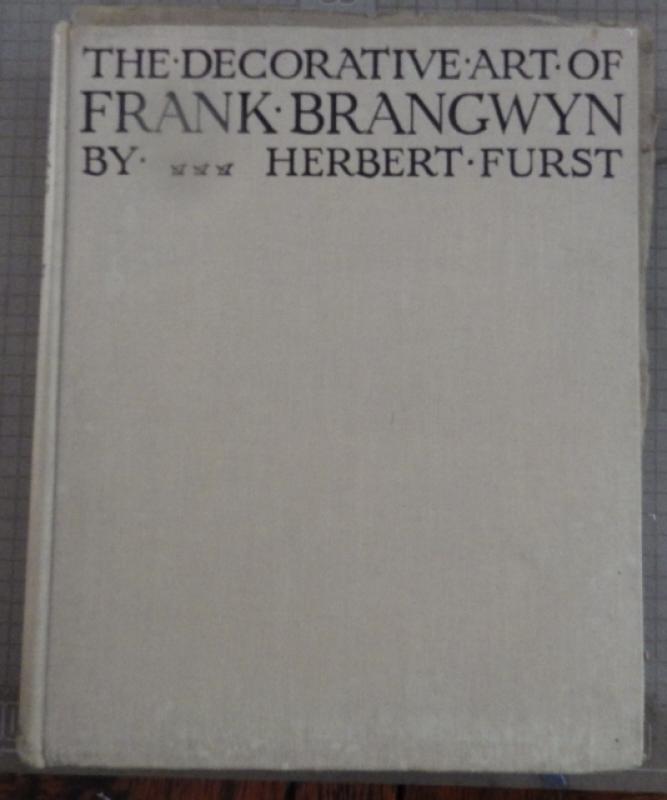 THE·DECORATIVE·ART·OF
FRANK·BRANGWYN
BY· HERBERT·FURST